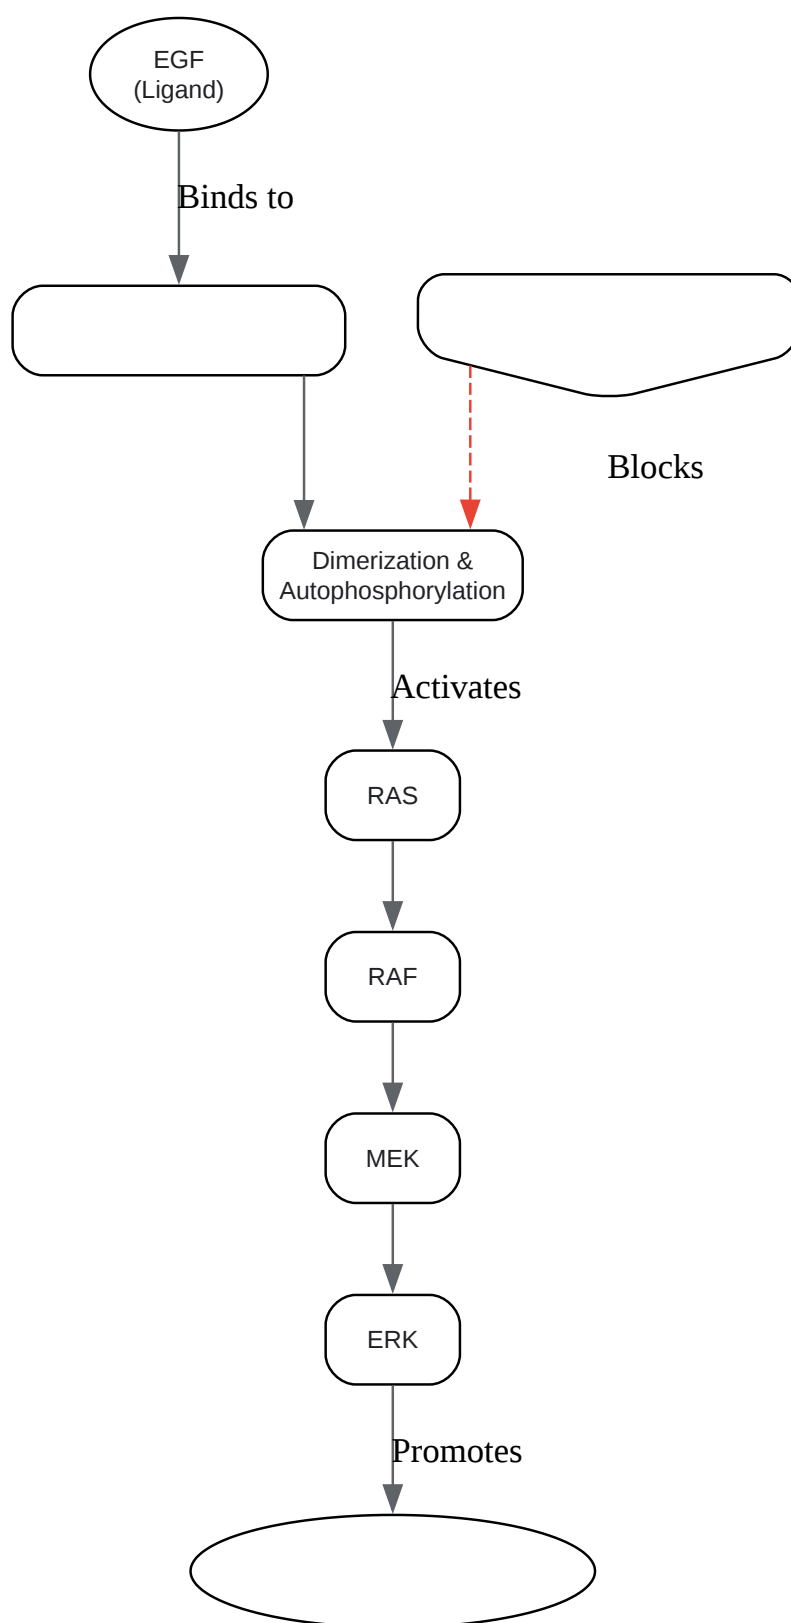 EGF
(Ligand)
Binds to
Blocks
Dimerization &
Autophosphorylation
Activates
RAS
RAF
MEK
ERK
Promotes